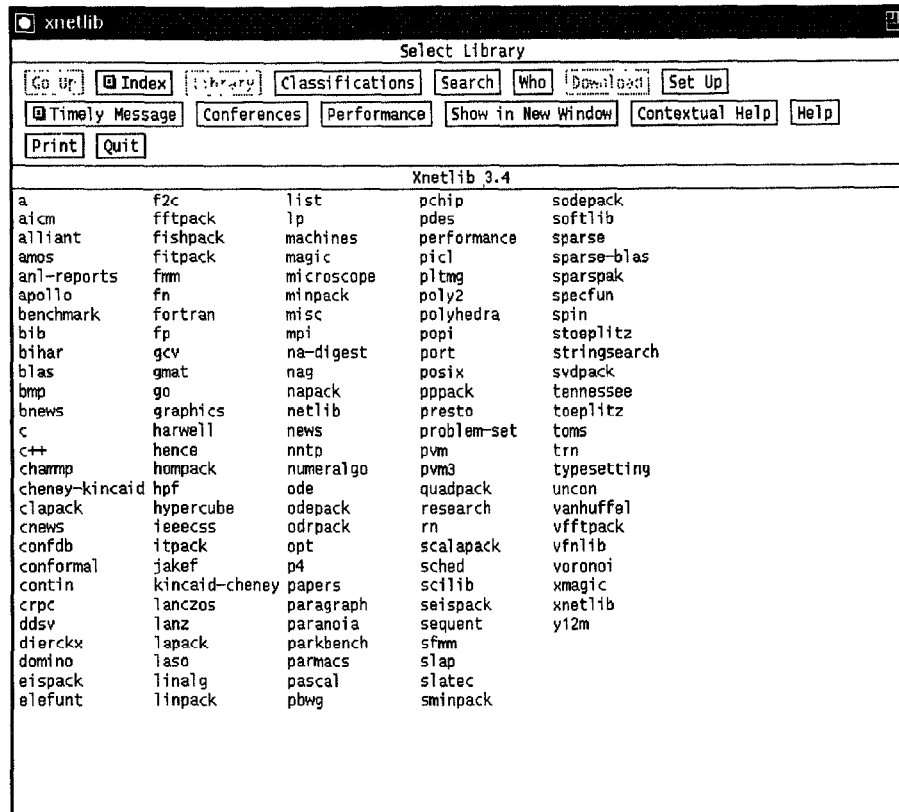 xnetlib
Select Library
Go Up Index Library Classifications Search Who Download Set Up
Timely Message Conferences Performance Show in New Window Contextual Help Help
Print Quit
Xnetlib 3.4
a f2c list pchip sodepack
aicm fftpack lp pdes softlib
alliant fishpack machines performance sparse
amos fitpack magic picl sparse-blas
anl-reports fmm microscope pltmg sparspak
apollo fn minpack poly2 specfun
benchmark fortran misc polyhedra spin
bib fp mpi popi stoeplitz
bihar gcv na-digest port stringsearch
blas gmat nag posix svdpack
bmp go napack pppack tennessee
bnews graphics netlib presto toeplitz
c harwell news problem-set toms
c++ hence nntp pvm trn
chammp hompack numeralgo pvm3 typesetting
cheney-kincaid hpf ode quadpack uncon
clapack hypercube odepack research vanhuffel
cnews ieeecss odrpack rn vfftpack
confdb itpack opt scalapack vfnlib
conformal jakef p4 sched voronoi
contin kincaid-cheney papers scilib xmagic
crpc lanczos paragraph seispack xnetlib
ddsv lanz paranoia sequent y12m
dierckx lapack parkbench sfmm
domino laso parmacs slap
eispack linalg pascal slatec
elefunt linpack pbwg sminpack